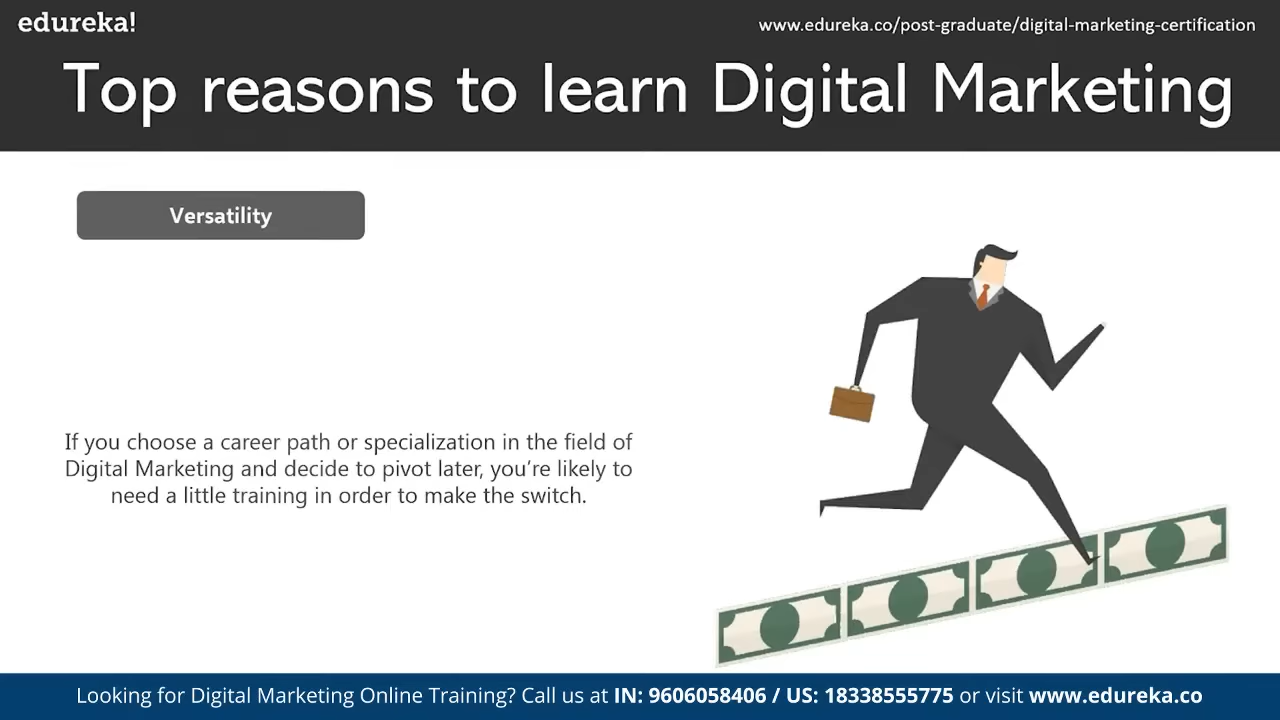 edureka!
www.edureka.co/post-graduate/digital-marketing-certification
Top reasons to learn Digital Marketing
Versatility
If you choose a career path or specialization in the field of
Digital Marketing and decide to pivot later, you're likely to
need a little training in order to make the switch.
Looking for Digital Marketing Online Training? Call us at IN: 9606058406 / US: 18338555775 or visit www.edureka.co